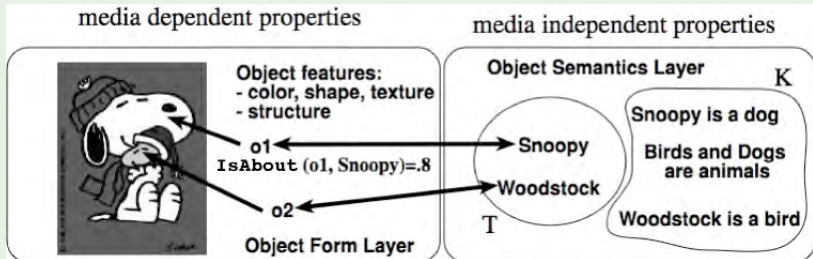 media dependent properties
media independent properties
Object features:
- color, shape, texture
- structure
o1
IsAbout (o1, Snoopy)=.8
o2
Object Form Layer
Object Semantics Layer
K
Snoopy
Woodstock
T
Snoopy is a dog
Birds and Dogs
are animals
Woodstock is a bird